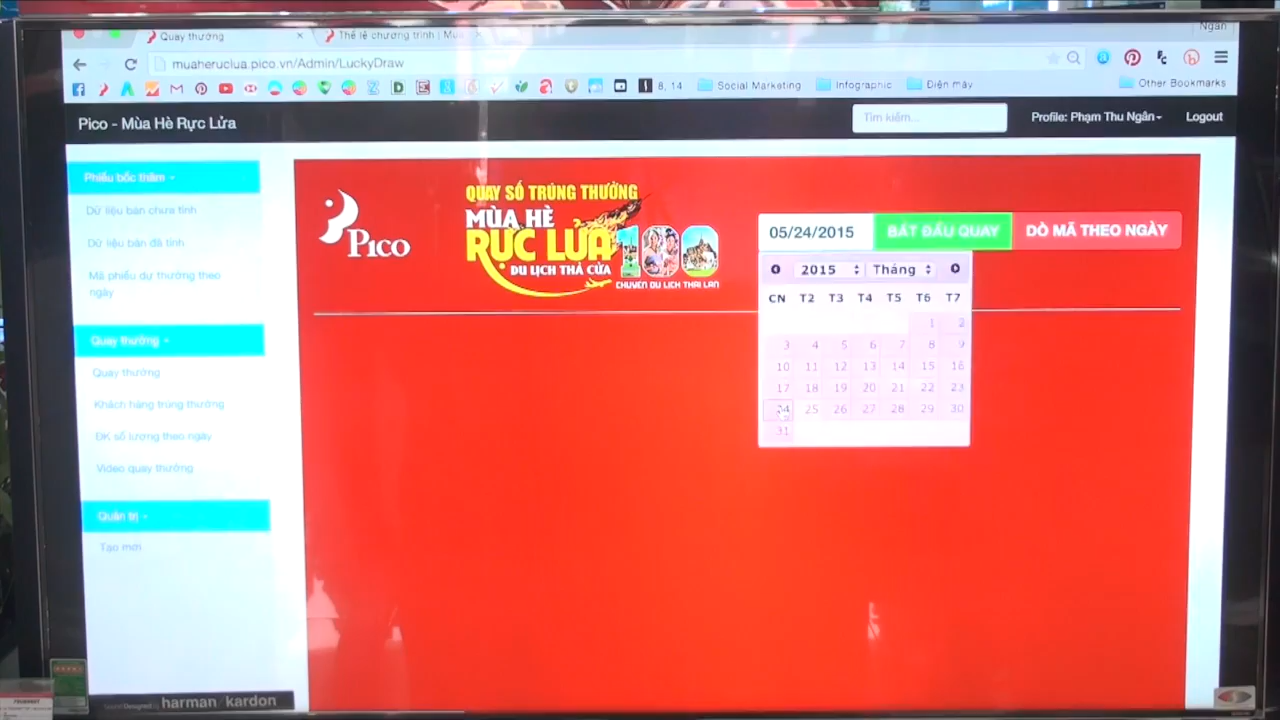 Ngân
Quay thưởng
Thể lệ chương trình | Mùa
muaheruclua.pico.vn/Admin/LuckyDraw
8, 14
Social Marketing
Infographic
Điện máy
Other Bookmarks
Pico - Mùa Hè Rực Lửa
Tìm kiếm...
Profile: Phạm Thu Ngân
Logout
Phiếu bốc thăm
Dữ liệu bán chưa tính
Dữ liệu bán đã tính
Mã phiếu dự thưởng theo
ngày
Quay thưởng
Quay thưởng
Khách hàng trúng thưởng
ĐK số lượng theo ngày
Video quay thưởng
Quản trị
Tạo mới
PICO
QUAY SỐ TRÚNG THƯỞNG
MÙA HÈ
RỰC LỬA
DU LỊCH THẢ CỬA
100
CHUYẾN DU LỊCH THÁI LAN
05/24/2015
BẮT ĐẦU QUAY
DÒ MÃ THEO NGÀY
2015 Tháng
CN T2 T3 T4 T5 T6 T7
1 2
3 4 5 6 7 8 9
10 11 12 13 14 15 16
17 18 19 20 21 22 23
24 25 26 27 28 29 30
31
Sound Designed by harman/kardon